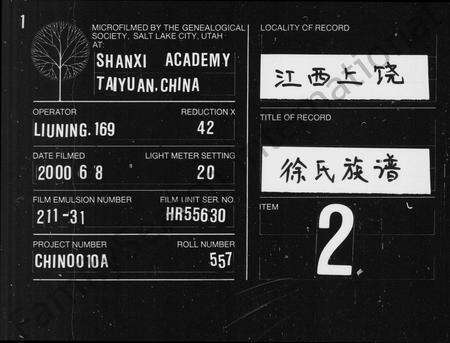 1
MICROFILMED BY THE GENEALOGICAL
SOCIETY, SALT LAKE CITY, UTAH
AT:
SHANXI ACADEMY
TAIYUAN.CHINA
OPERATOR REDUCTION X
LIUNING.169 42
DATE FILMED LIGHT METER SETTING
2000 6 8 20
FILM EMULSION NUMBER FILM UNIT SER. NO.
211-31 HR55630
PROJECT NUMBER ROLL NUMBER
CHIN0010A 557
LOCALITY OF RECORD
江西上饶
TITLE OF RECORD
徐氏族谱
ITEM
2